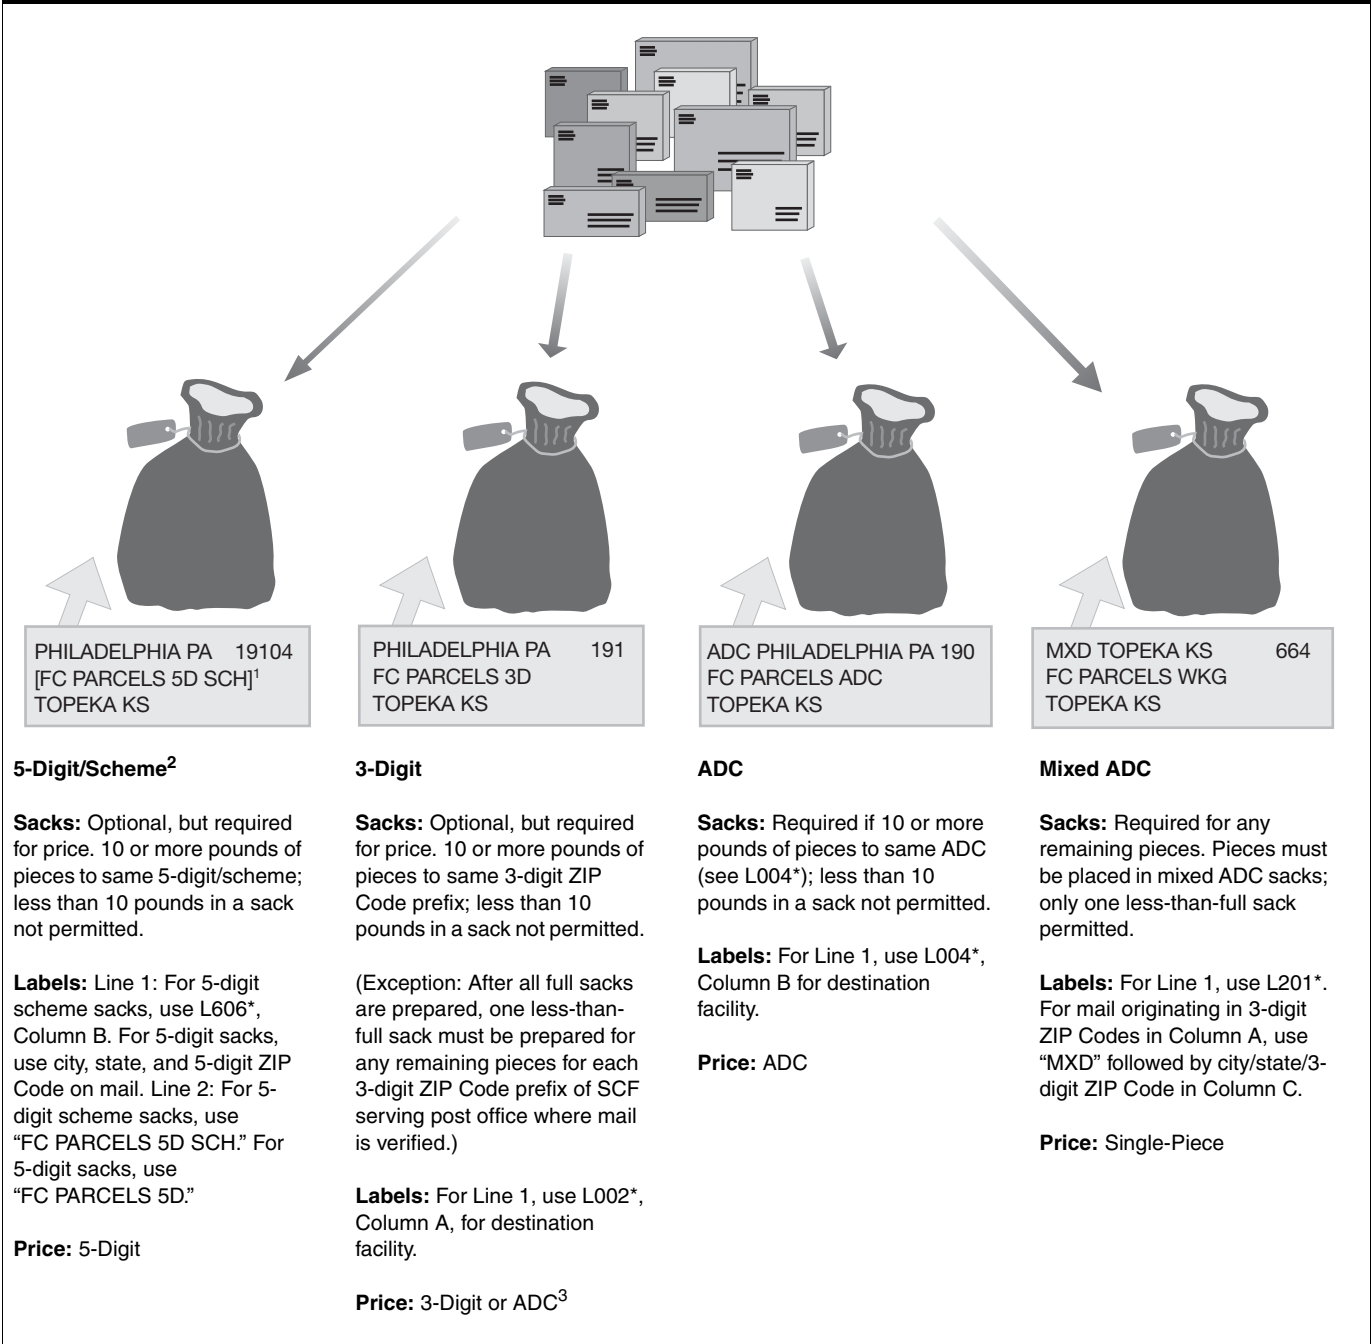 PHILADELPHIA PA 19104
[FC PARCELS 5D SCH]1
TOPEKA KS
PHILADELPHIA PA 191
FC PARCELS 3D
TOPEKA KS
ADC PHILADELPHIA PA 190
FC PARCELS ADC
TOPEKA KS
MXD TOPEKA KS 664
FC PARCELS WKG
TOPEKA KS
5-Digit/Scheme2
Sacks: Optional, but required
for price. 10 or more pounds of
pieces to same 5-digit/scheme;
less than 10 pounds in a sack
not permitted.
Labels: Line 1: For 5-digit
scheme sacks, use L606*,
Column B. For 5-digit sacks,
use city, state, and 5-digit ZIP
Code on mail. Line 2: For 5-
digit scheme sacks, use
“FC PARCELS 5D SCH.” For
5-digit sacks, use
“FC PARCELS 5D.”
Price: 5-Digit
3-Digit
Sacks: Optional, but required
for price. 10 or more pounds of
pieces to same 3-digit ZIP
Code prefix; less than 10
pounds in a sack not permitted.
(Exception: After all full sacks
are prepared, one less-than-
full sack must be prepared for
any remaining pieces for each
3-digit ZIP Code prefix of SCF
serving post office where mail
is verified.)
Labels: For Line 1, use L002*,
Column A, for destination
facility.
Price: 3-Digit or ADC3
ADC
Sacks: Required if 10 or more
pounds of pieces to same ADC
(see L004*); less than 10
pounds in a sack not permitted.
Labels: For Line 1, use L004*,
Column B for destination
facility.
Price: ADC
Mixed ADC
Sacks: Required for any
remaining pieces. Pieces must
be placed in mixed ADC sacks;
only one less-than-full sack
permitted.
Labels: For Line 1, use L201*.
For mail originating in 3-digit
ZIP Codes in Column A, use
“MXD” followed by city/state/3-
digit ZIP Code in Column C.
Price: Single-Piece